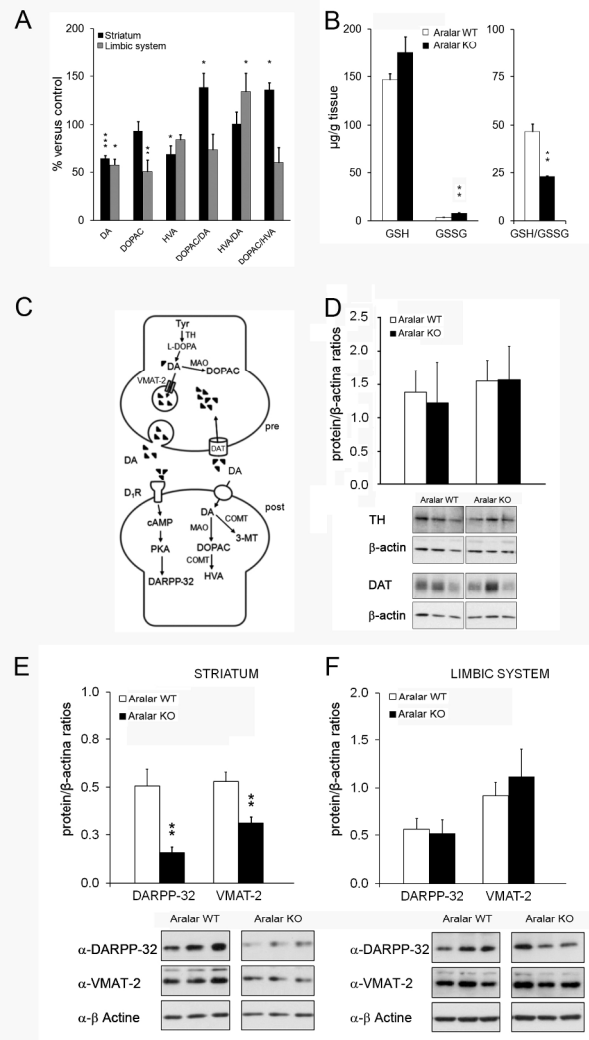 A
B
Striatum
Limbic system
% versus control
200
150
100
50
0
***
*
**
*
*
*
*
DA
DOPAC
HVA
DOPAC/DA
HVA/DA
DOPAC/HVA
Aralar WT
Aralar KO
µg/g tissue
200
150
100
50
0
**
GSH
GSSG
100
75
50
25
0
**
GSH/GSSG
C
Tyr
TH
L-DOPA
DA
MAO
DOPAC
VMAT-2
pre
DAT
DA
DA
D1R
post
cAMP
PKA
DARPP-32
DA
COMT
MAO
3-MT
DOPAC
COMT
HVA
D
Aralar WT
Aralar KO
protein/β-actina ratios
2.5
2.0
1.5
1.0
0.5
0.0
Aralar WT
Aralar KO
TH
β-actin
DAT
β-actin
E
STRIATUM
Aralar WT
Aralar KO
protein/β-actina ratios
1.0
0.8
0.5
0.3
0.0
**
**
DARPP-32
VMAT-2
Aralar WT
Aralar KO
α-DARPP-32
α-VMAT-2
α-β Actine
F
LIMBIC SYSTEM
Aralar WT
Aralar KO
protein/β-actina ratios
2.0
1.5
1.0
0.5
0.0
DARPP-32
VMAT-2
Aralar WT
Aralar KO
α-DARPP-32
α-VMAT-2
α-β Actine